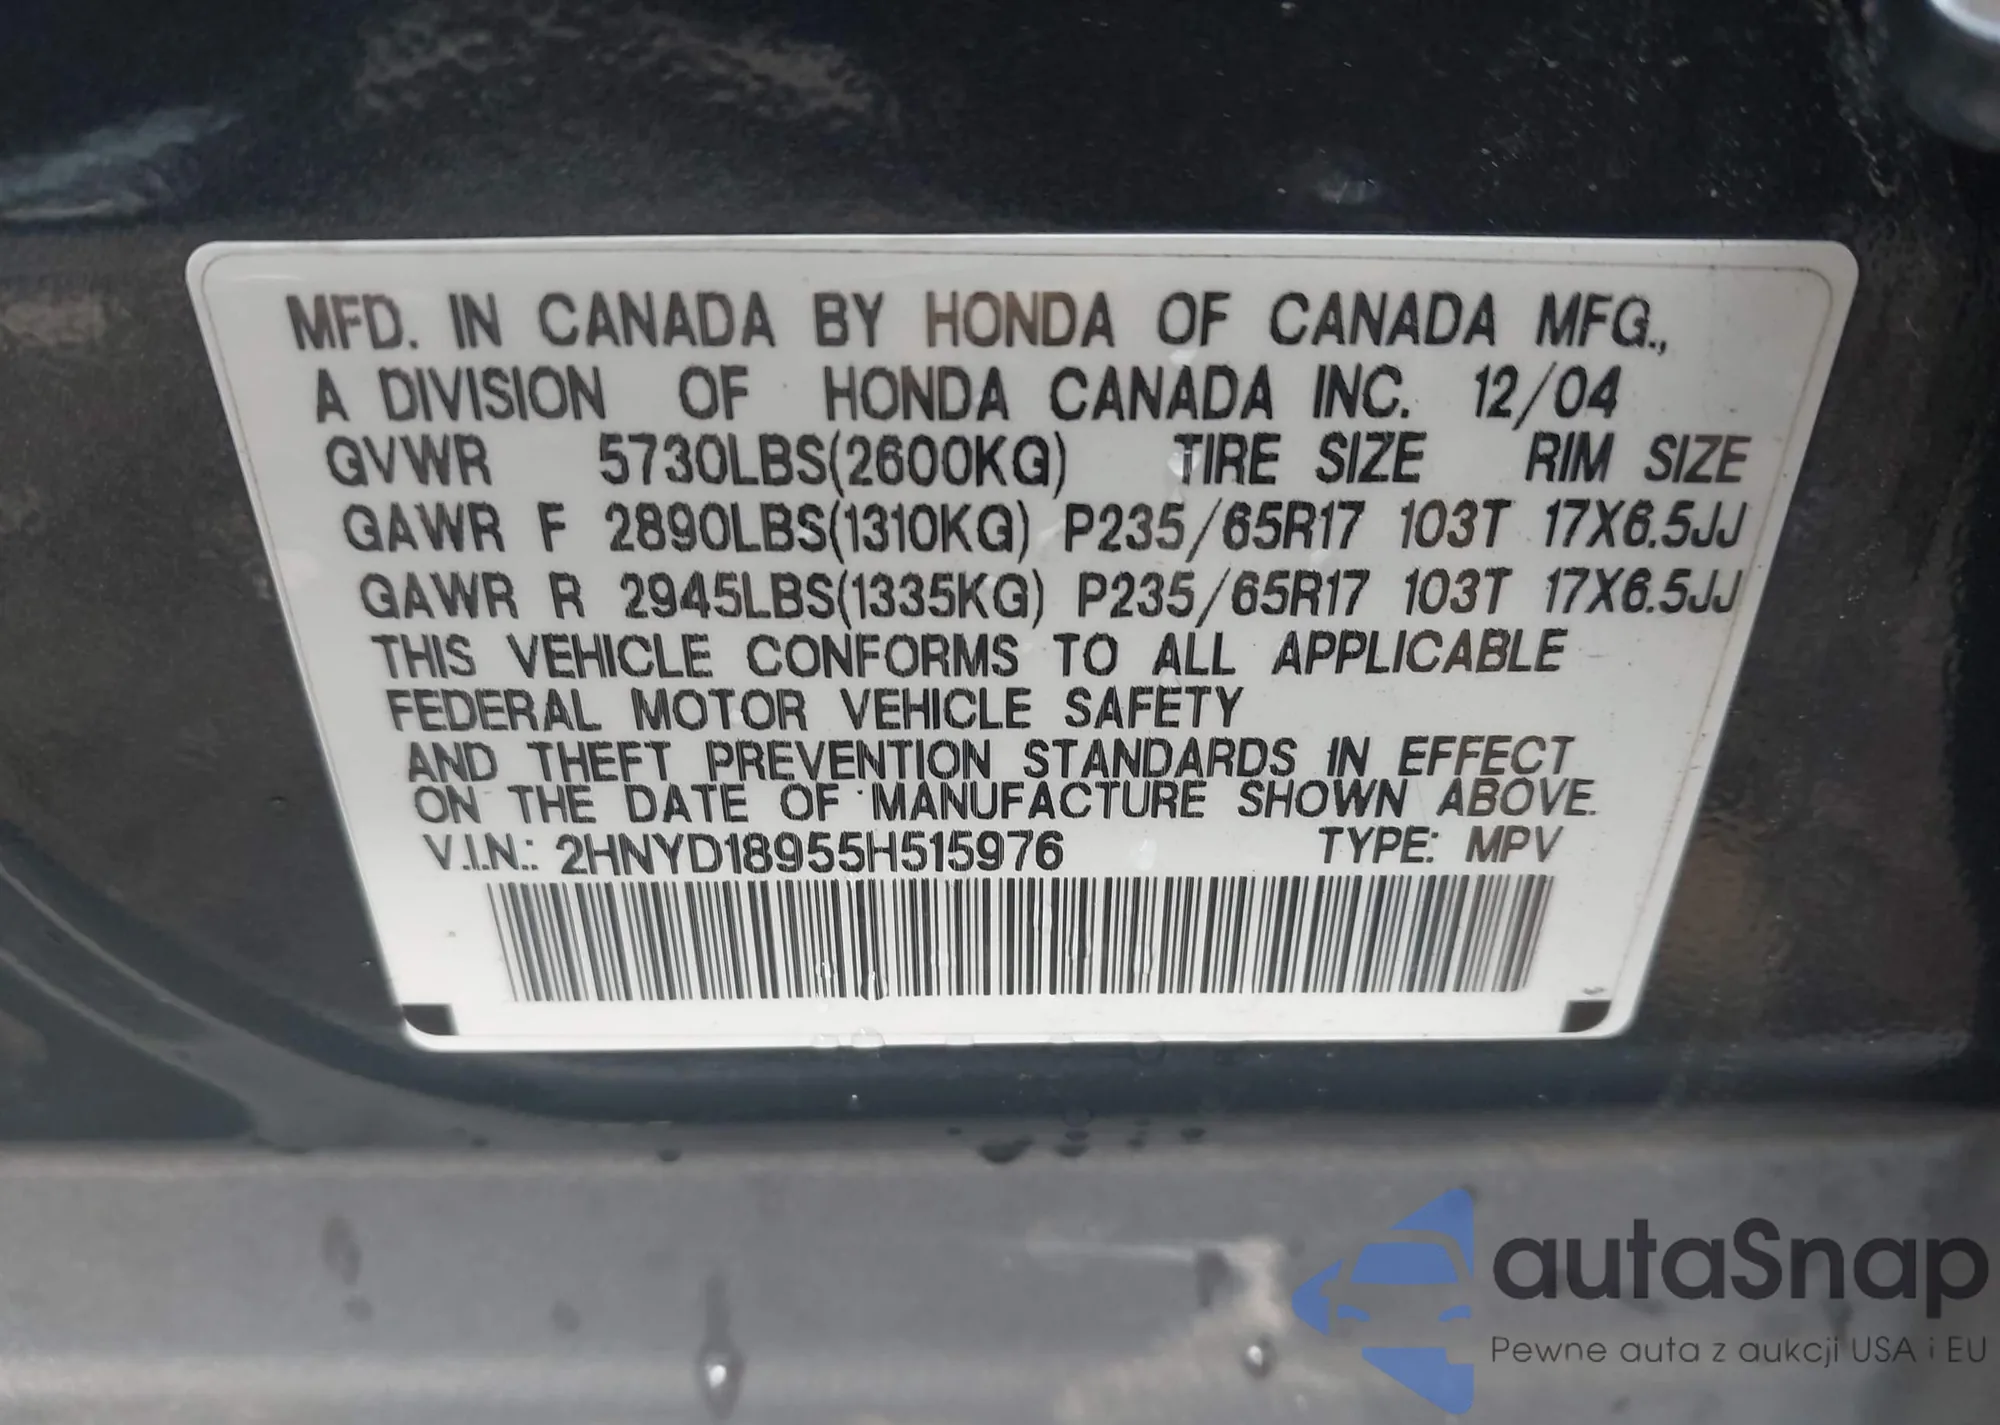 MFD. IN CANADA BY HONDA OF CANADA MFG.,
A DIVISION OF HONDA CANADA INC. 12/04
GVWR 5730LBS(2600KG) TIRE SIZE RIM SIZE
GAWR F 2890LBS(1310KG) P235/65R17 103T 17X6.5JJ
GAWR R 2945LBS(1335KG) P235/65R17 103T 17X6.5JJ
THIS VEHICLE CONFORMS TO ALL APPLICABLE
FEDERAL MOTOR VEHICLE SAFETY
AND THEFT PREVENTION STANDARDS IN EFFECT
ON THE DATE OF MANUFACTURE SHOWN ABOVE.
V.I.N.: 2HNYD18955H515976 TYPE: MPV
autaSnap
Pewne auta z aukcji USA i EU